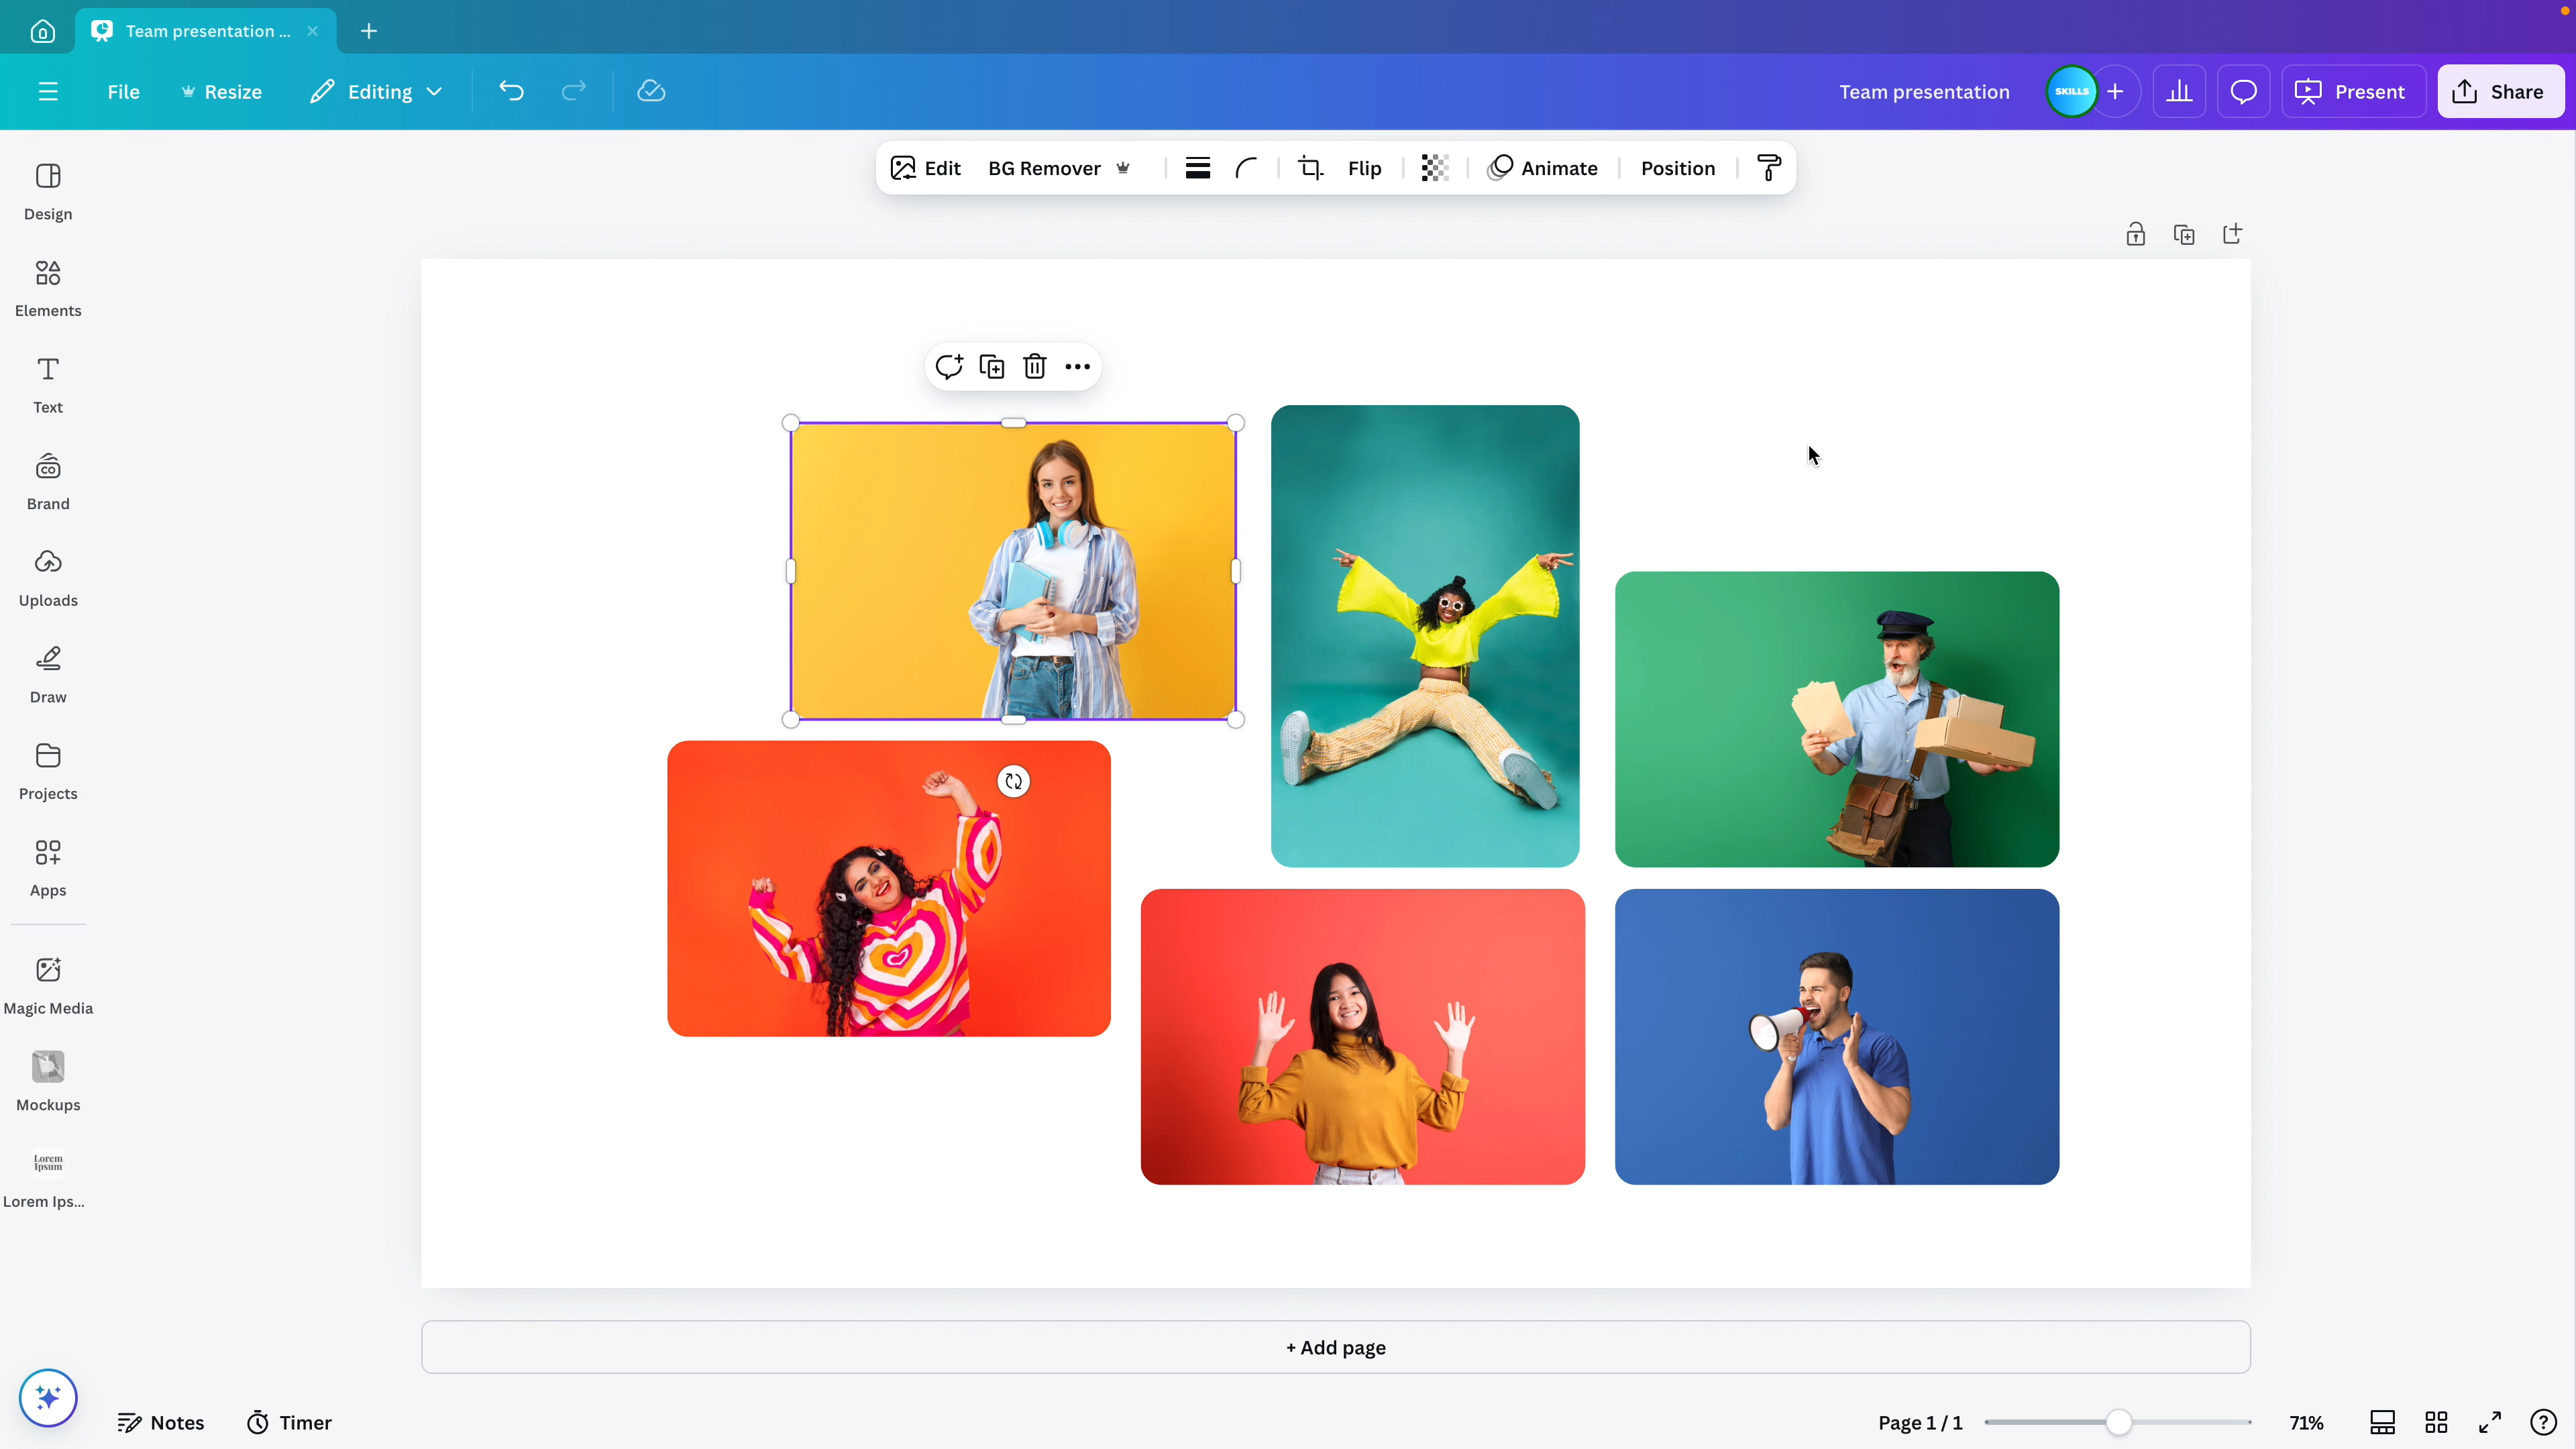 Team presentation ...
File
Resize
Editing
Team presentation
SKILLS
Present
Share
Edit
BG Remover
Flip
Animate
Position
Design
Elements
Text
CO
Brand
Uploads
Draw
Projects
Apps
Magic Media
Mockups
Lorem
Ipsum
Lorem Ips...
+ Add page
Notes
Timer
Page 1 / 1
71%